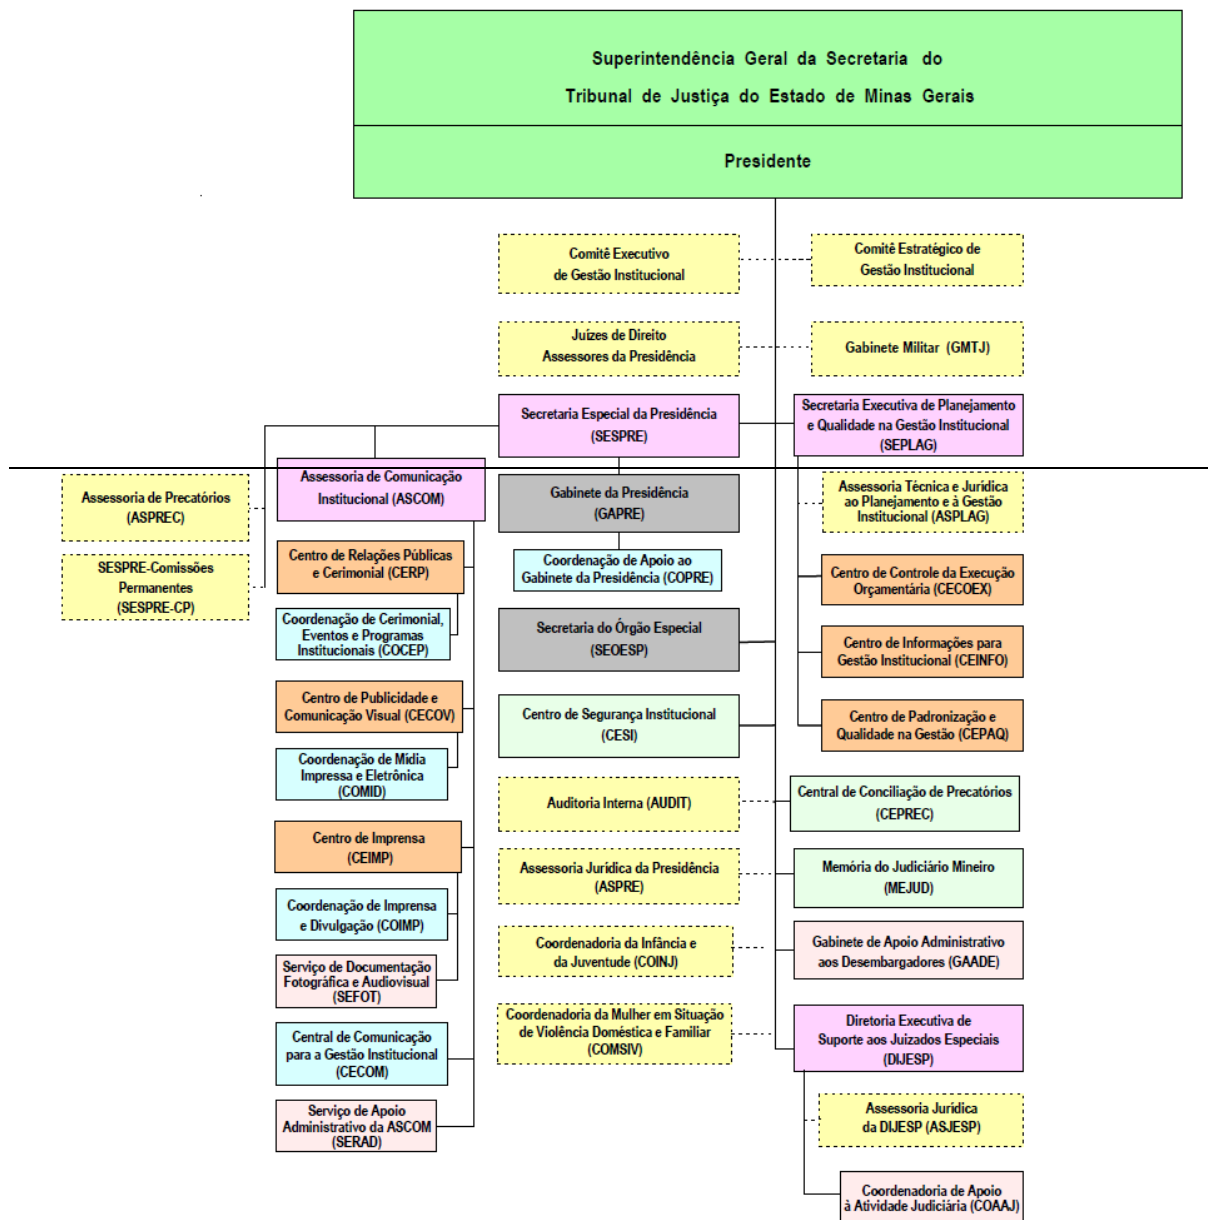 Superintendência Geral da Secretaria do
Tribunal de Justiça do Estado de Minas Gerais
Presidente
Comitê Executivo
de Gestão Institucional
Comitê Estratégico de
Gestão Institucional
Juízes de Direito
Assessores da Presidência
Gabinete Militar (GMTJ)
Secretaria Especial da Presidência
(SESPRE)
Secretaria Executiva de Planejamento
e Qualidade na Gestão Institucional
(SEPLAG)
Assessoria de Precatórios
(ASPREC)
SESPRE-Comissões
Permanentes
(SESPRE-CP)
Assessoria de Comunicação
Institucional (ASCOM)
Centro de Relações Públicas
e Cerimonial (CERP)
Coordenação de Cerimonial,
Eventos e Programas
Institucionais (COCEP)
Centro de Publicidade e
Comunicação Visual (CECOV)
Coordenação de Mídia
Impressa e Eletrônica
(COMID)
Centro de Imprensa
(CEIMP)
Coordenação de Imprensa
e Divulgação (COIMP)
Serviço de Documentação
Fotográfica e Audiovisual
(SEFOT)
Central de Comunicação
para a Gestão Institucional
(CECOM)
Serviço de Apoio
Administrativo da ASCOM
(SERAD)
Gabinete da Presidência
(GAPRE)
Coordenação de Apoio ao
Gabinete da Presidência (COPRE)
Secretaria do Órgão Especial
(SEOESP)
Centro de Segurança Institucional
(CESI)
Auditoria Interna (AUDIT)
Assessoria Jurídica da Presidência
(ASPRE)
Coordenadoria da Infância e
da Juventude (COINJ)
Coordenadoria da Mulher em Situação
de Violência Doméstica e Familiar
(COMSIV)
Assessoria Técnica e Jurídica
ao Planejamento e à Gestão
Institucional (ASPLAG)
Centro de Controle da Execução
Orçamentária (CECOEX)
Centro de Informações para
Gestão Institucional (CEINFO)
Centro de Padronização e
Qualidade na Gestão (CEPAQ)
Central de Conciliação de Precatórios
(CEPREC)
Memória do Judiciário Mineiro
(MEJUD)
Gabinete de Apoio Administrativo
aos Desembargadores (GAADE)
Diretoria Executiva de
Suporte aos Juizados Especiais
(DIJESP)
Assessoria Jurídica
da DIJESP (ASJESP)
Coordenadoria de Apoio
à Atividade Judiciária (COAAJ)